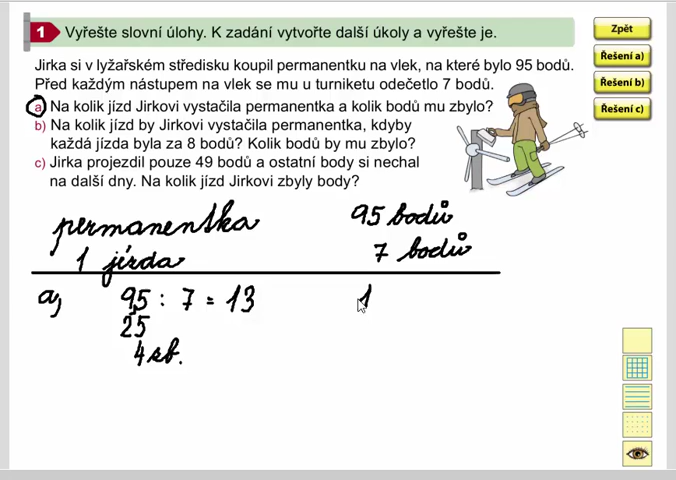 1 Vyřešte slovní úlohy. K zadání vytvořte další úkoly a vyřešte je.
Zpět
Řešení a)
Řešení b)
Řešení c)
Jirka si v lyžařském středisku koupil permanentku na vlek, na které bylo 95 bodů.
Před každým nástupem na vlek se mu u turniketu odečetlo 7 bodů.
a) Na kolik jízd Jirkovi vystačila permanentka a kolik bodů mu zbylo?
b) Na kolik jízd by Jirkovi vystačila permanentka, kdyby
každá jízda byla za 8 bodů? Kolik bodů by mu zbylo?
c) Jirka projezdil pouze 49 bodů a ostatní body si nechal
na další dny. Na kolik jízd Jirkovi zbyly body?
permanentka 95 bodů
1 jízda 7 bodů
a) 95 : 7 = 13 1
25
4 zb.